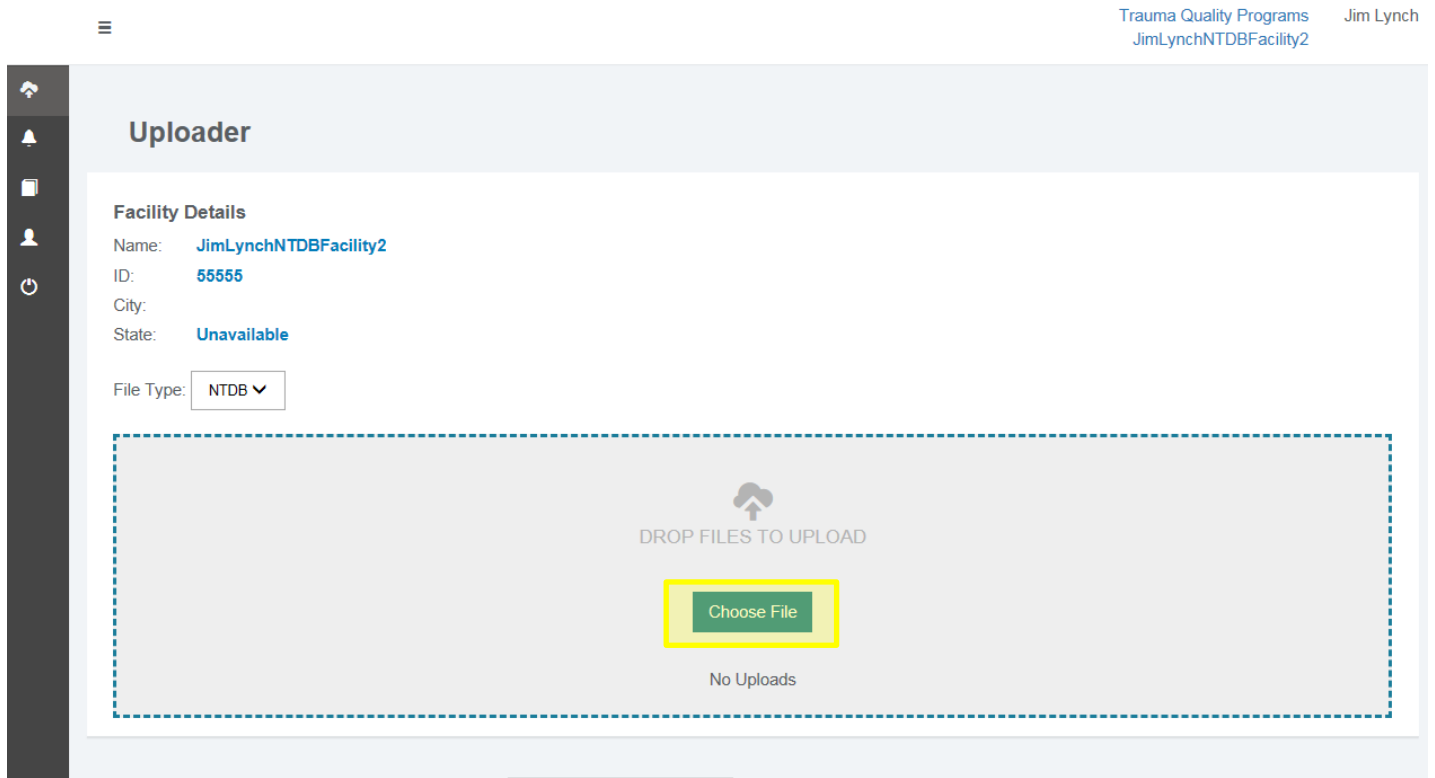 Trauma Quality Programs Jim Lynch
JimLynchNTDBFacility2
Uploader
Facility Details
Name: JimLynchNTDBFacility2
ID: 55555
City:
State: Unavailable
File Type: NTDB
DROP FILES TO UPLOAD
Choose File
No Uploads